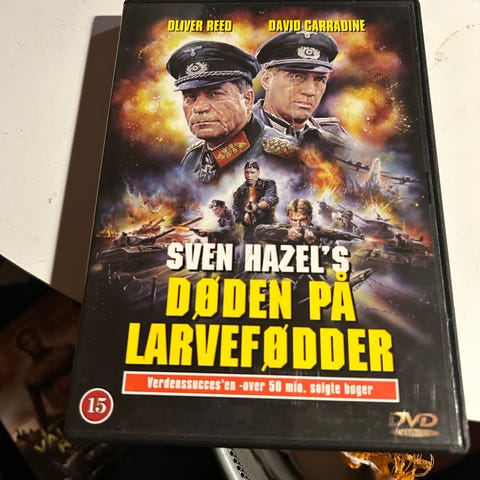 OLIVER REED DAVID CARRADINE
SVEN HAZEL'S
DØDEN PÅ
LARVEFØDDER
Verdenssucces'en -over 50 mio. solgte bøger
15
DVD